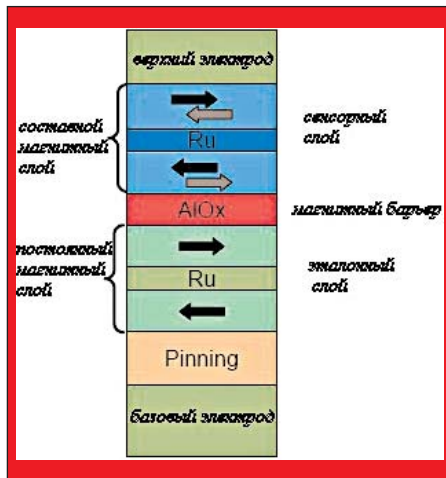 верхний электрод
составной
магнитный
слой
Ru
сенсорный
слой
AlOx
магнитный барьер
постоянный
магнитный
слой
Ru
эталонный
слой
Pinning
базовый электрод